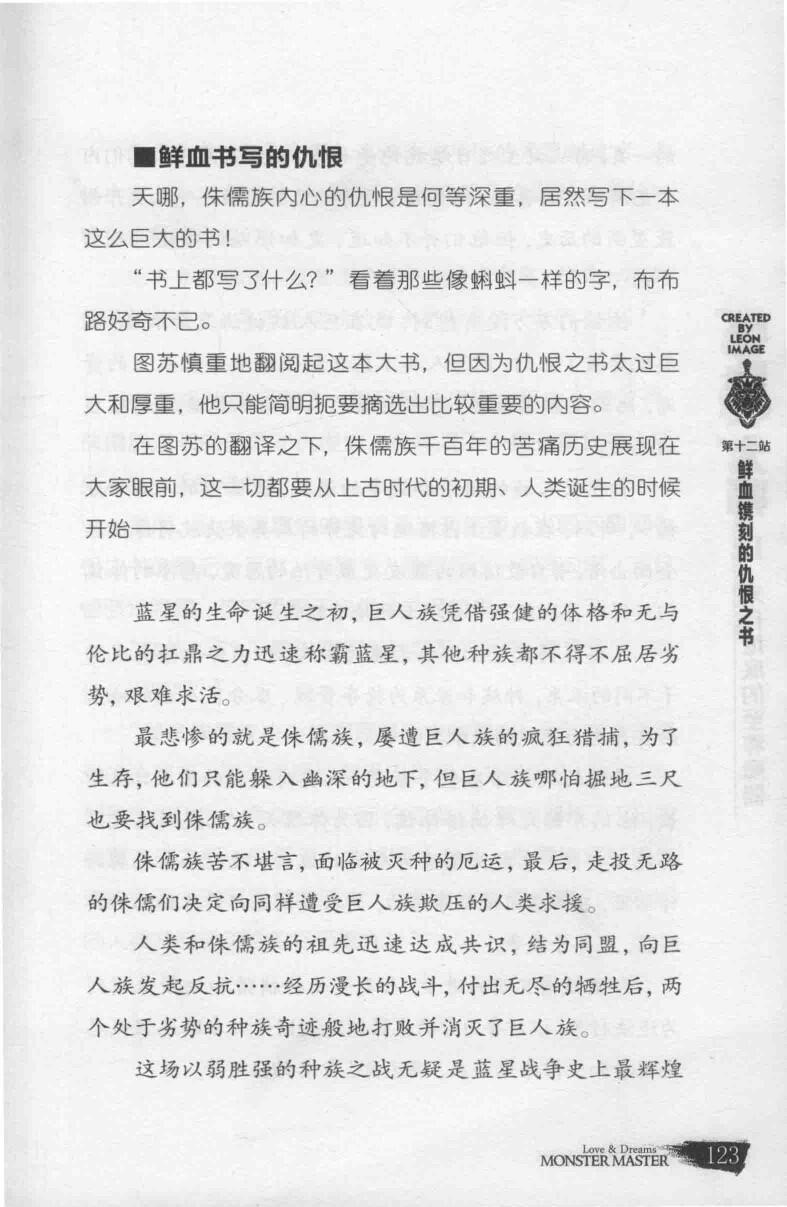 ■鲜血书写的仇恨
天哪，侏儒族内心的仇恨是何等深重，居然写下一本
这么巨大的书！
“书上都写了什么？”看着那些像蝌蚪一样的字，布布
路好奇不已。
图苏慎重地翻阅起这本大书，但因为仇恨之书太过巨
大和厚重，他只能简明扼要摘选出比较重要的内容。
在图苏的翻译之下，侏儒族千百年的苦痛历史展现在
大家眼前，这一切都要从上古时代的初期、人类诞生的时候
开始——
蓝星的生命诞生之初，巨人族凭借强健的体格和无与
伦比的扛鼎之力迅速称霸蓝星，其他种族都不得不屈居劣
势，艰难求活。
最悲惨的就是侏儒族，屡遭巨人族的疯狂猎捕，为了
生存，他们只能躲入幽深的地下，但巨人族哪怕掘地三尺
也要找到侏儒族。
侏儒族苦不堪言，面临被灭种的厄运，最后，走投无路
的侏儒们决定向同样遭受巨人族欺压的人类求援。
人类和侏儒族的祖先迅速达成共识，结为同盟，向巨
人族发起反抗……经历漫长的战斗，付出无尽的牺牲后，两
个处于劣势的种族奇迹般地打败并消灭了巨人族。
这场以弱胜强的种族之战无疑是蓝星战争史上最辉煌
CREATED
BY
LEON
IMAGE
第十二站
鲜血镌刻的仇恨之书
Love & Dreams
MONSTER MASTER
123